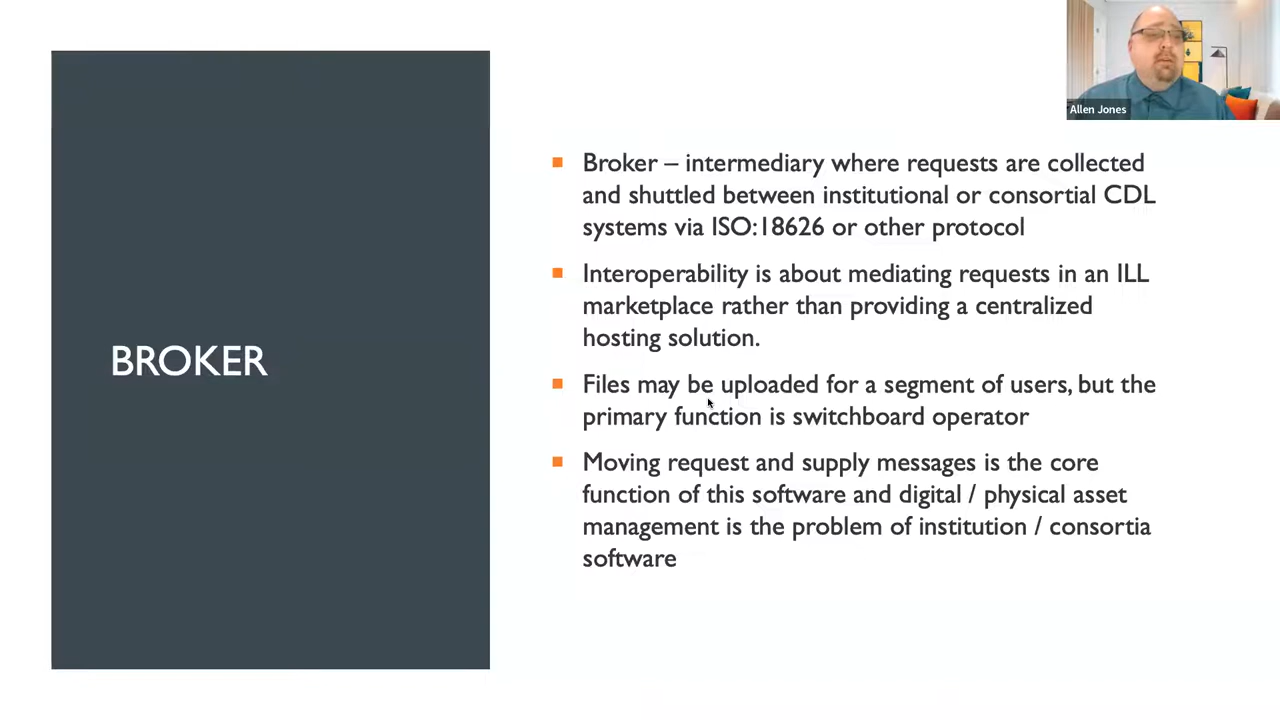 Allen Jones
BROKER
Broker – intermediary where requests are collected
and shuttled between institutional or consortial CDL
systems via ISO:18626 or other protocol
Interoperability is about mediating requests in an ILL
marketplace rather than providing a centralized
hosting solution.
Files may be uploaded for a segment of users, but the
primary function is switchboard operator
Moving request and supply messages is the core
function of this software and digital / physical asset
management is the problem of institution / consortia
software